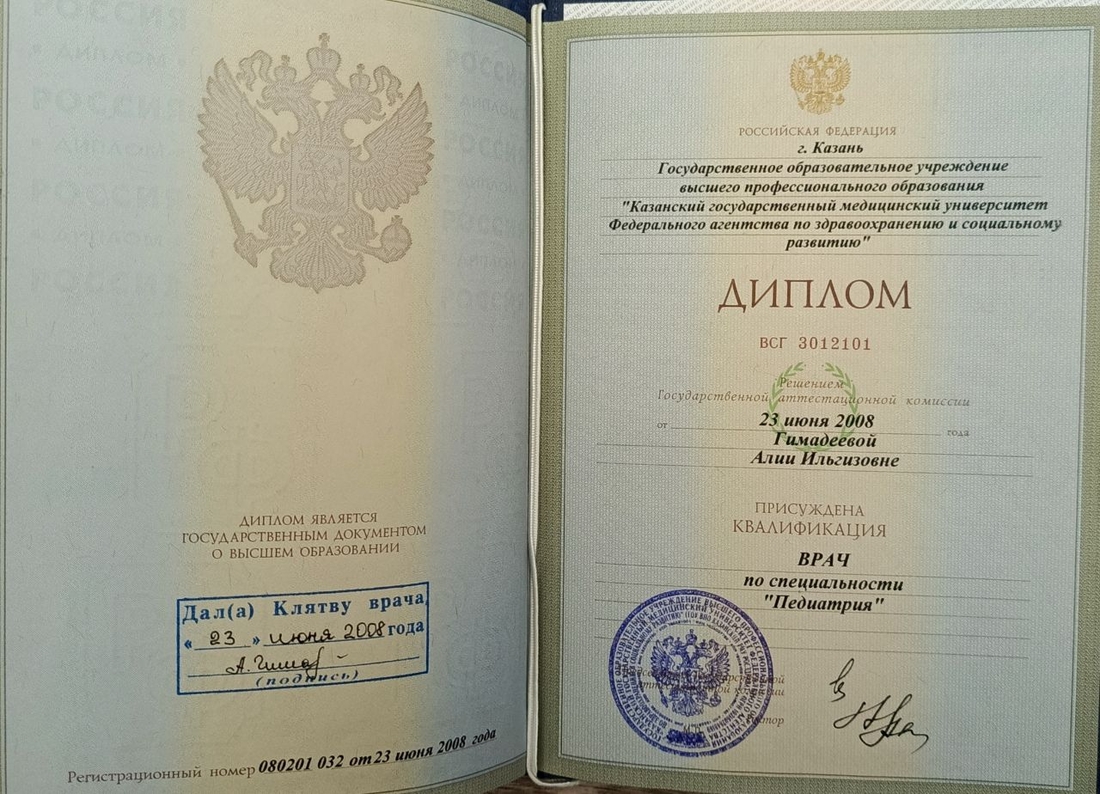 ДИПЛОМ ЯВЛЯЕТСЯ
ГОСУДАРСТВЕННЫМ ДОКУМЕНТОМ
О ВЫСШЕМ ОБРАЗОВАНИИ
Дал(а) Клятву врача
« 23 » июня 2008 года
(подпись)
Регистрационный номер 080201 032 от 23 июня 2008 года
РОССИЙСКАЯ ФЕДЕРАЦИЯ
г. Казань
Государственное образовательное учреждение
высшего профессионального образования
"Казанский государственный медицинский университет
Федерального агентства по здравоохранению и социальному
развитию"
ДИПЛОМ
ВСГ 3012101
Решением
Государственной аттестационной комиссии
от 23 июня 2008 года
Гимадеевой
Алии Ильгизовне
ПРИСУЖДЕНА
КВАЛИФИКАЦИЯ
ВРАЧ
по специальности
"Педиатрия"